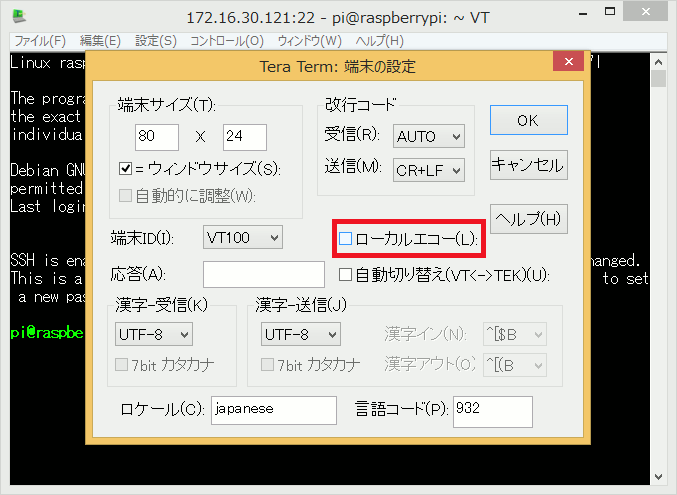 172.16.30.121:22 - pi@raspberrypi: ~ VT
ファイル(F) 編集(E) 設定(S) コントロール(O) ウィンドウ(W) ヘルプ(H)
Linux rasp
The progra
the exact
individua
Debian GN
permitted
Last login
SSH is ena
hanged.
This is a
to set
a new pas
pi@raspbe
Tera Term: 端末の設定
端末サイズ(T):
80 X 24
= ウィンドウサイズ(S):
自動的に調整(W):
改行コード
受信(R): AUTO
送信(M): CR+LF
OK
キャンセル
ヘルプ(H)
端末ID(I): VT100
ローカルエコー(L):
応答(A):
自動切り替え(VT<->TEK)(U):
漢字-受信(K)
UTF-8
7bit カタカナ
漢字-送信(J)
UTF-8
7bit カタカナ
漢字イン(N): ^[$B
漢字アウト(O) ^[(B
ロケール(C): japanese
言語コード(P): 932